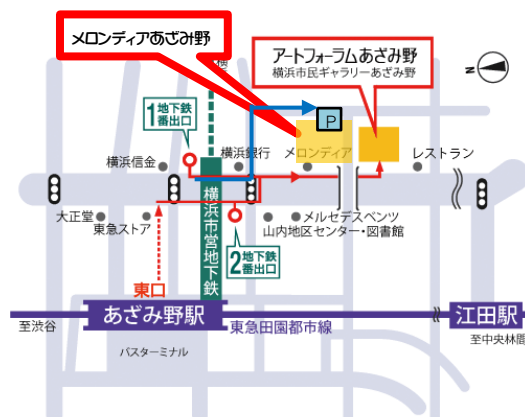 メロンディアあざみ野
横
アートフォーラムあざみ野
横浜市民ギャラリーあざみ野
N
1 地下鉄
番出口
P
横浜信金
横浜銀行
メロンディア
レストラン
大正堂
東急ストア
横浜市営地下鉄
メルセデスベンツ
山内地区センター・図書館
2 地下鉄
番出口
東口
至渋谷
あざみ野駅
東急田園都市線
江田駅
至中央林間
バスターミナル